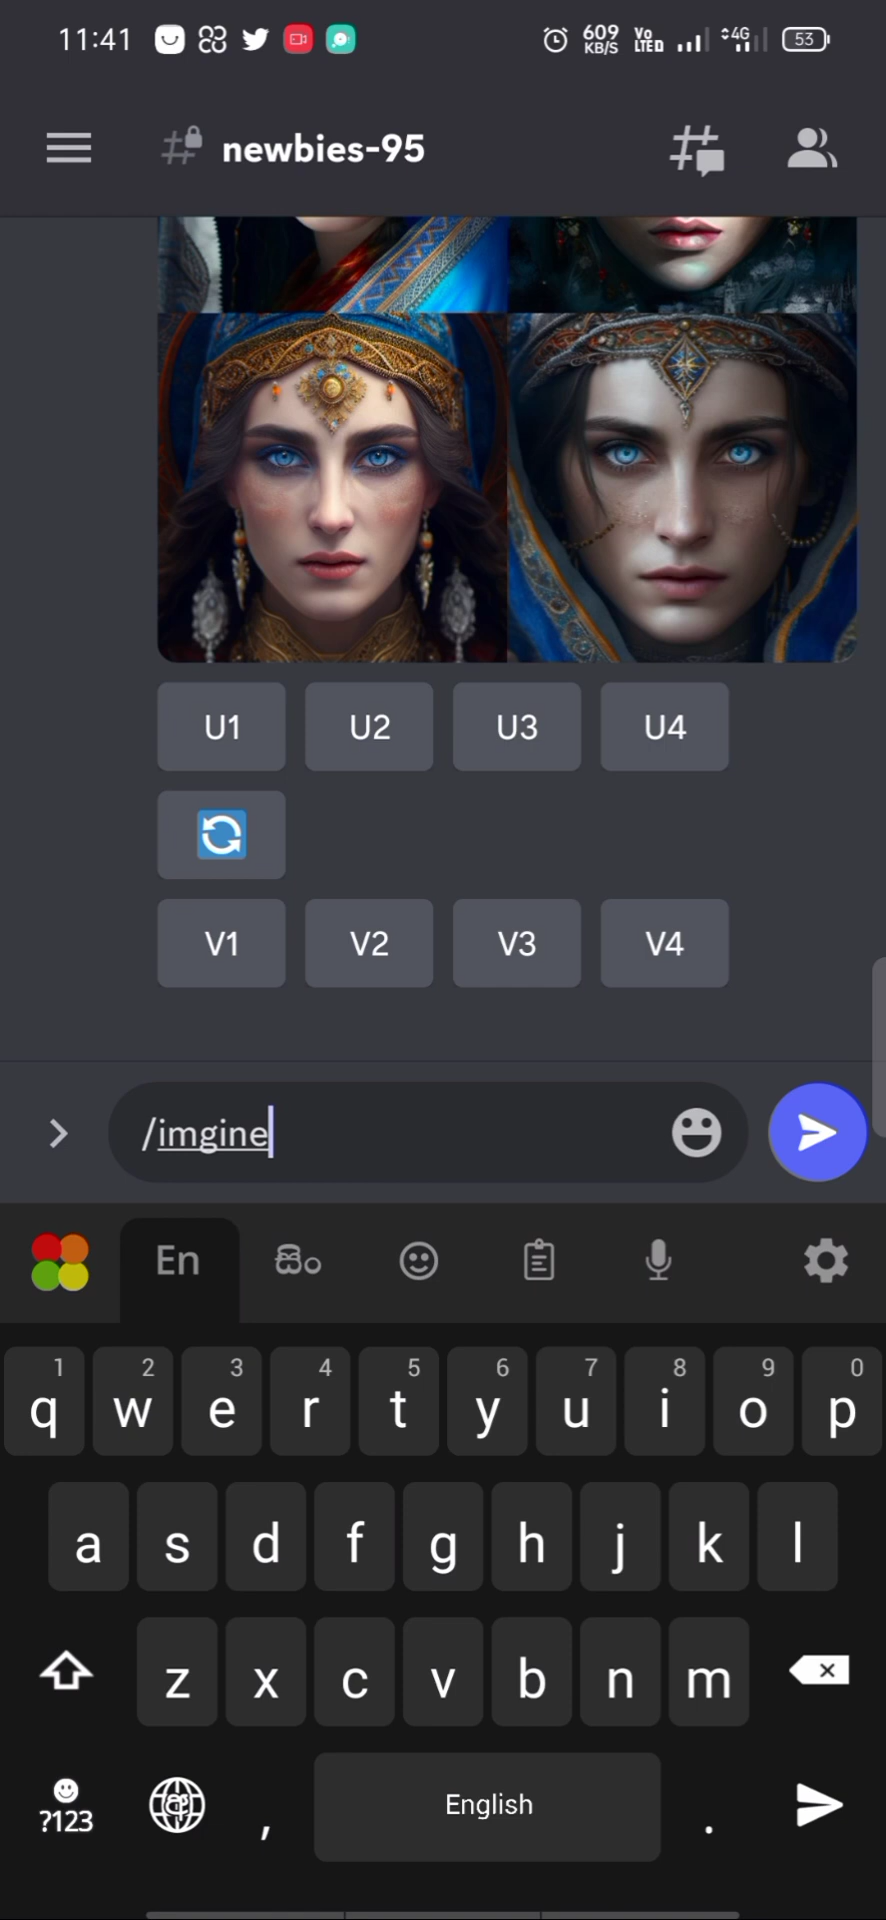 11:41 609 KB/S Vo LTED 4G 53
newbies-95
U1 U2 U3 U4
V1 V2 V3 V4
/imgine
En
1 2 3 4 5 6 7 8 9 0
q w e r t y u i o p
a s d f g h j k l
z x c v b n m
?123 , English .